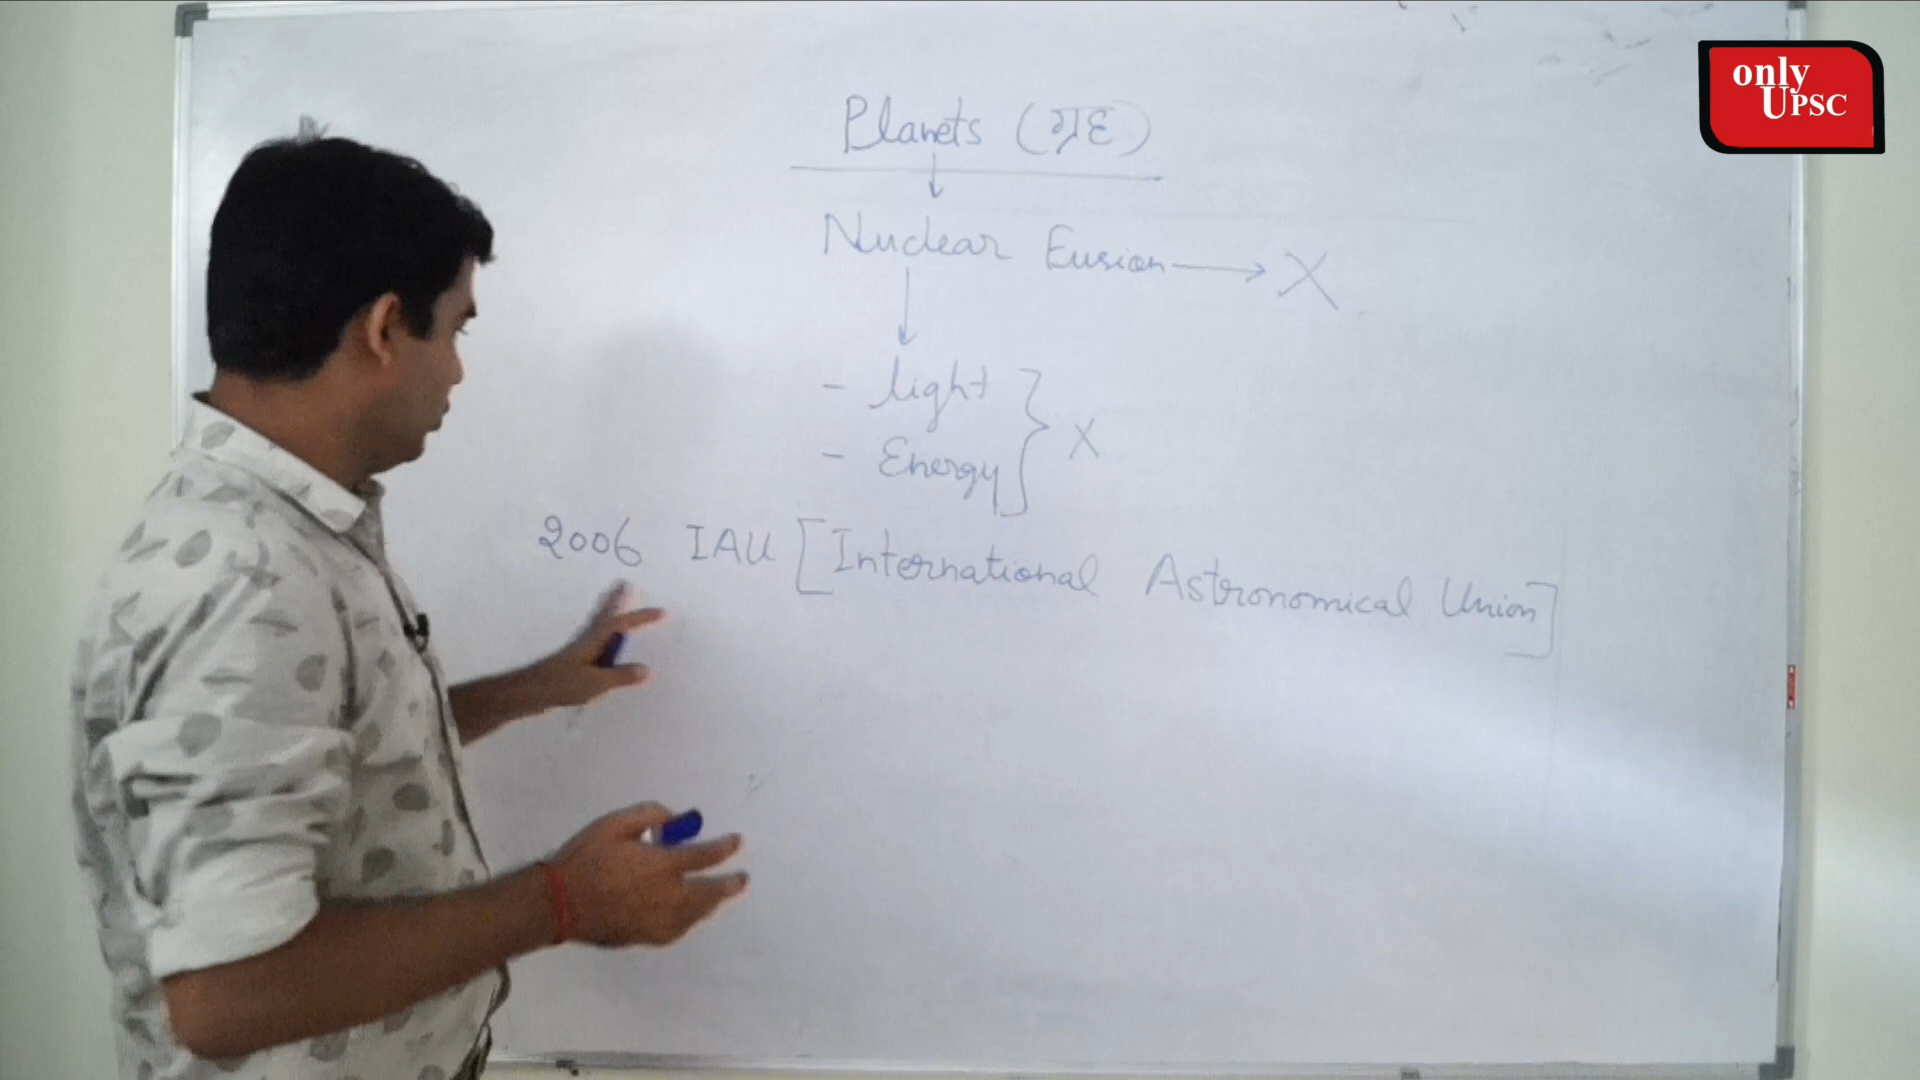 only
UPSC
Planets (ग्रह)
Nuclear Fusion → X
- light
- Energy } X
2006 IAU [International Astronomical Union]